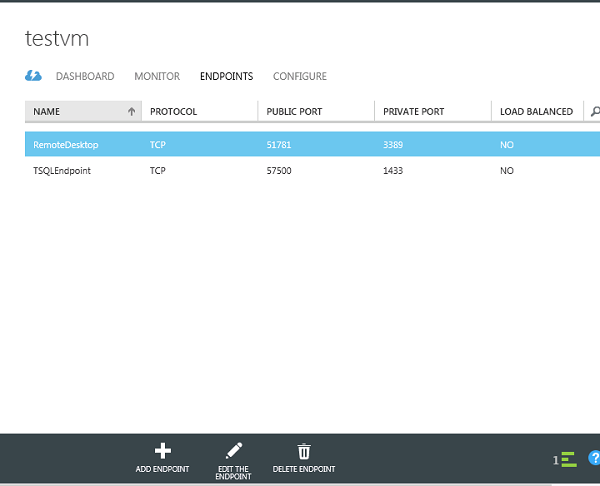 testvm
DASHBOARD MONITOR ENDPOINTS CONFIGURE
NAME PROTOCOL PUBLIC PORT PRIVATE PORT LOAD BALANCED
RemoteDesktop TCP 51781 3389 NO
TSQLEndpoint TCP 57500 1433 NO
ADD ENDPOINT
EDIT THE
ENDPOINT
DELETE ENDPOINT
1
?